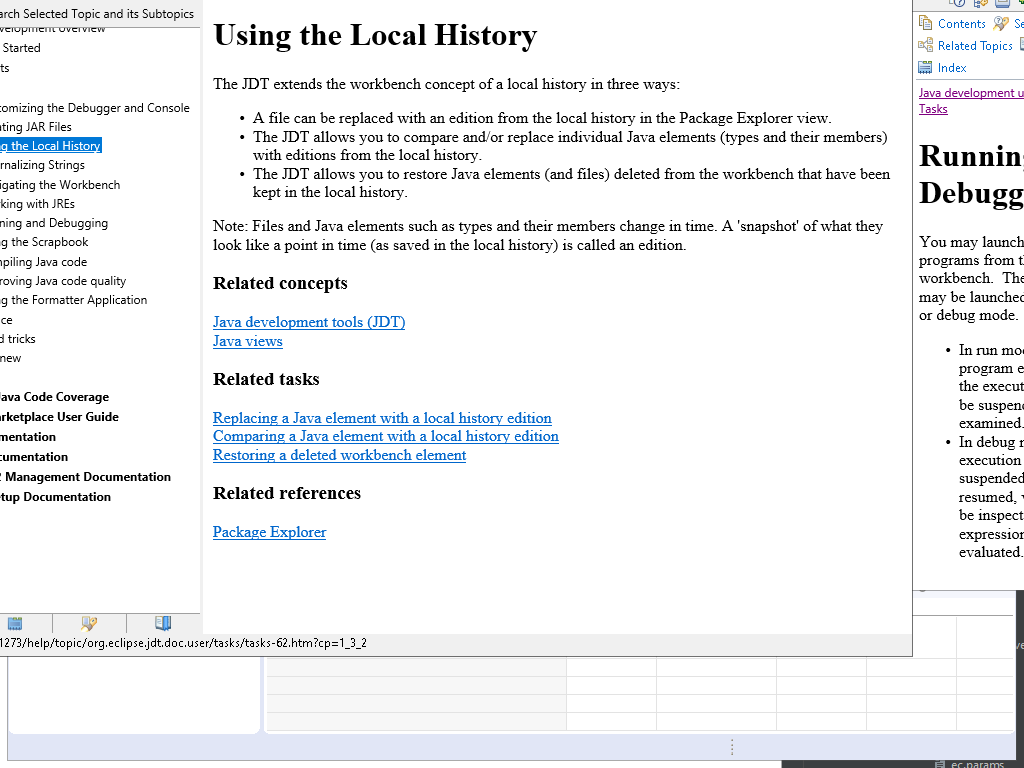 arch Selected Topic and its Subtopics
velopment overview
Started
ts
tomizing the Debugger and Console
ating JAR Files
g the Local History
rnalizing Strings
igating the Workbench
king with JREs
ning and Debugging
g the Scrapbook
mpiling Java code
roving Java code quality
g the Formatter Application
ce
d tricks
new
Java Code Coverage
arketplace User Guide
mentation
cumentation
2 Management Documentation
etup Documentation
Using the Local History
The JDT extends the workbench concept of a local history in three ways:
• A file can be replaced with an edition from the local history in the Package Explorer view.
• The JDT allows you to compare and/or replace individual Java elements (types and their members)
with editions from the local history.
• The JDT allows you to restore Java elements (and files) deleted from the workbench that have been
kept in the local history.
Note: Files and Java elements such as types and their members change in time. A 'snapshot' of what they
look like a point in time (as saved in the local history) is called an edition.
Related concepts
Java development tools (JDT)
Java views
Related tasks
Replacing a Java element with a local history edition
Comparing a Java element with a local history edition
Restoring a deleted workbench element
Related references
Package Explorer
1273/help/topic/org.eclipse.jdt.doc.user/tasks/tasks-62.htm?cp=1_3_2
Contents Se
Related Topics
Index
Java development u
Tasks
Running
Debugg
You may launch
programs from th
workbench. The
may be launched
or debug mode.
• In run mod
program e
the execut
be suspend
examined.
• In debug m
execution
suspended
resumed, v
be inspect
expression
evaluated.
ve
ec.params